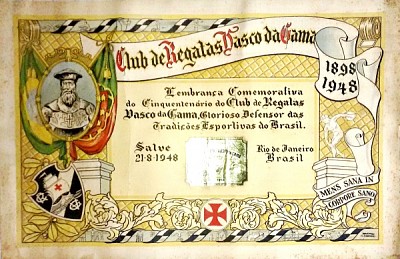 Club de Regatas Vasco da Gama
1898
1948
Lembrança Comemorativa
do Cinquentenário do Club de Regatas
Vasco da Gama, Glorioso Defensor das
Tradições Esportivas do Brasil.
Salve
21-8-1948
Rio de Janeiro
Brasil
MENS SANA IN
CORPORE SANO